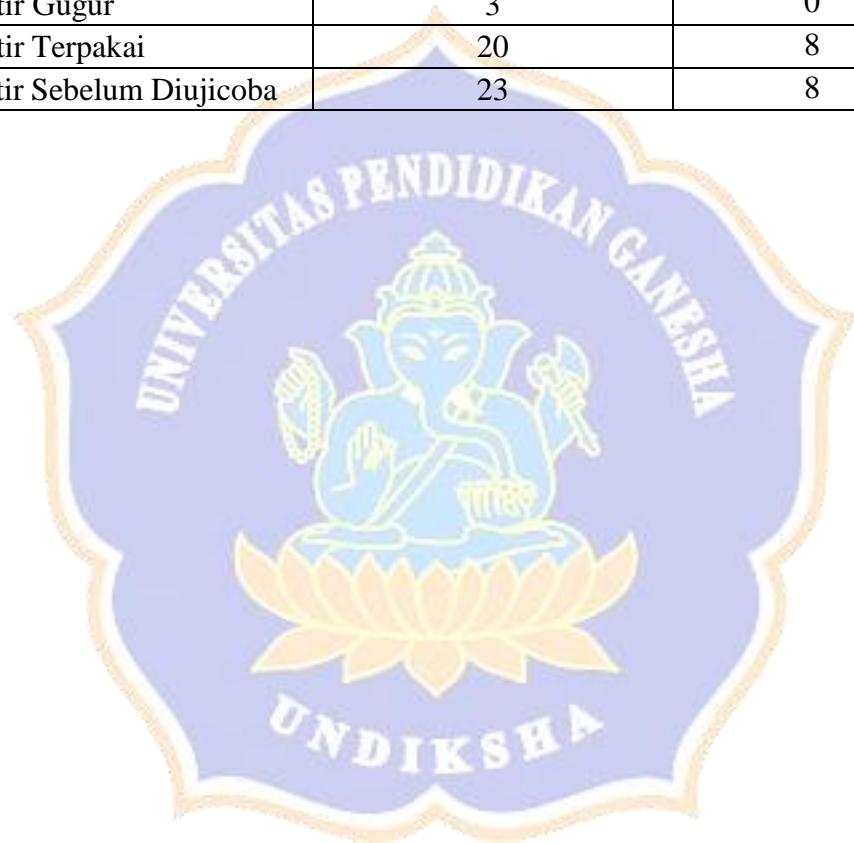 tir Gugur 3 0
tir Terpakai 20 8
tir Sebelum Diujicoba 23 8
UNIVERSITAS PENDIDIKAN GANESHA
UNDIKSHA